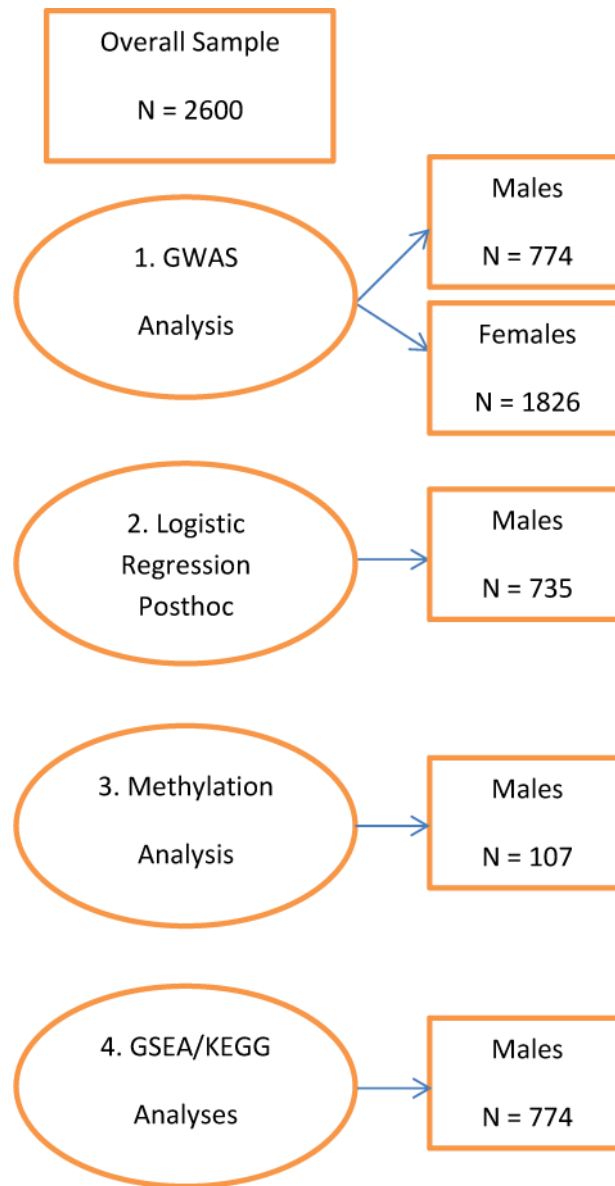 Overall Sample
N = 2600
1. GWAS
Analysis
Males
N = 774
Females
N = 1826
2. Logistic
Regression
Posthoc
Males
N = 735
3. Methylation
Analysis
Males
N = 107
4. GSEA/KEGG
Analyses
Males
N = 774